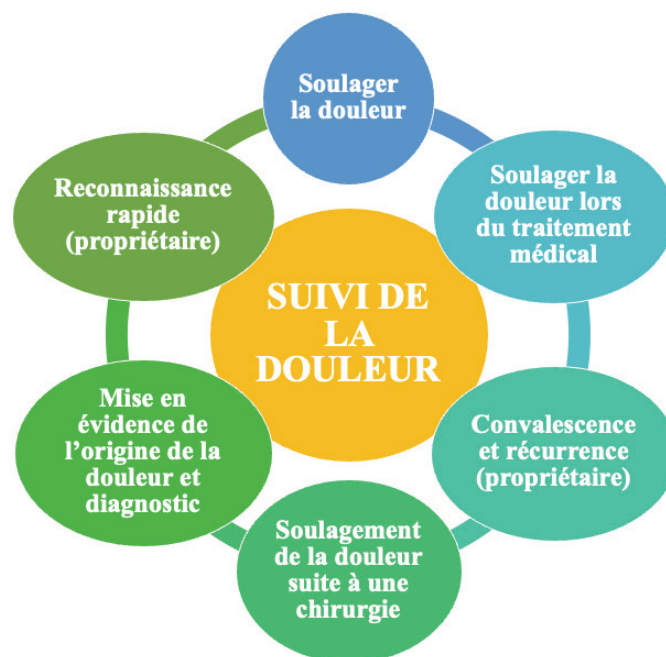 Soulager
la douleur
Soulager la
douleur lors
du traitement
médical
Convalescence
et récurrence
(propriétaire)
Soulagement
de la douleur
suite à une
chirurgie
Mise en
évidence de
l’origine de la
douleur et
diagnostic
Reconnaissance
rapide
(propriétaire)
SUIVI DE
LA
DOULEUR